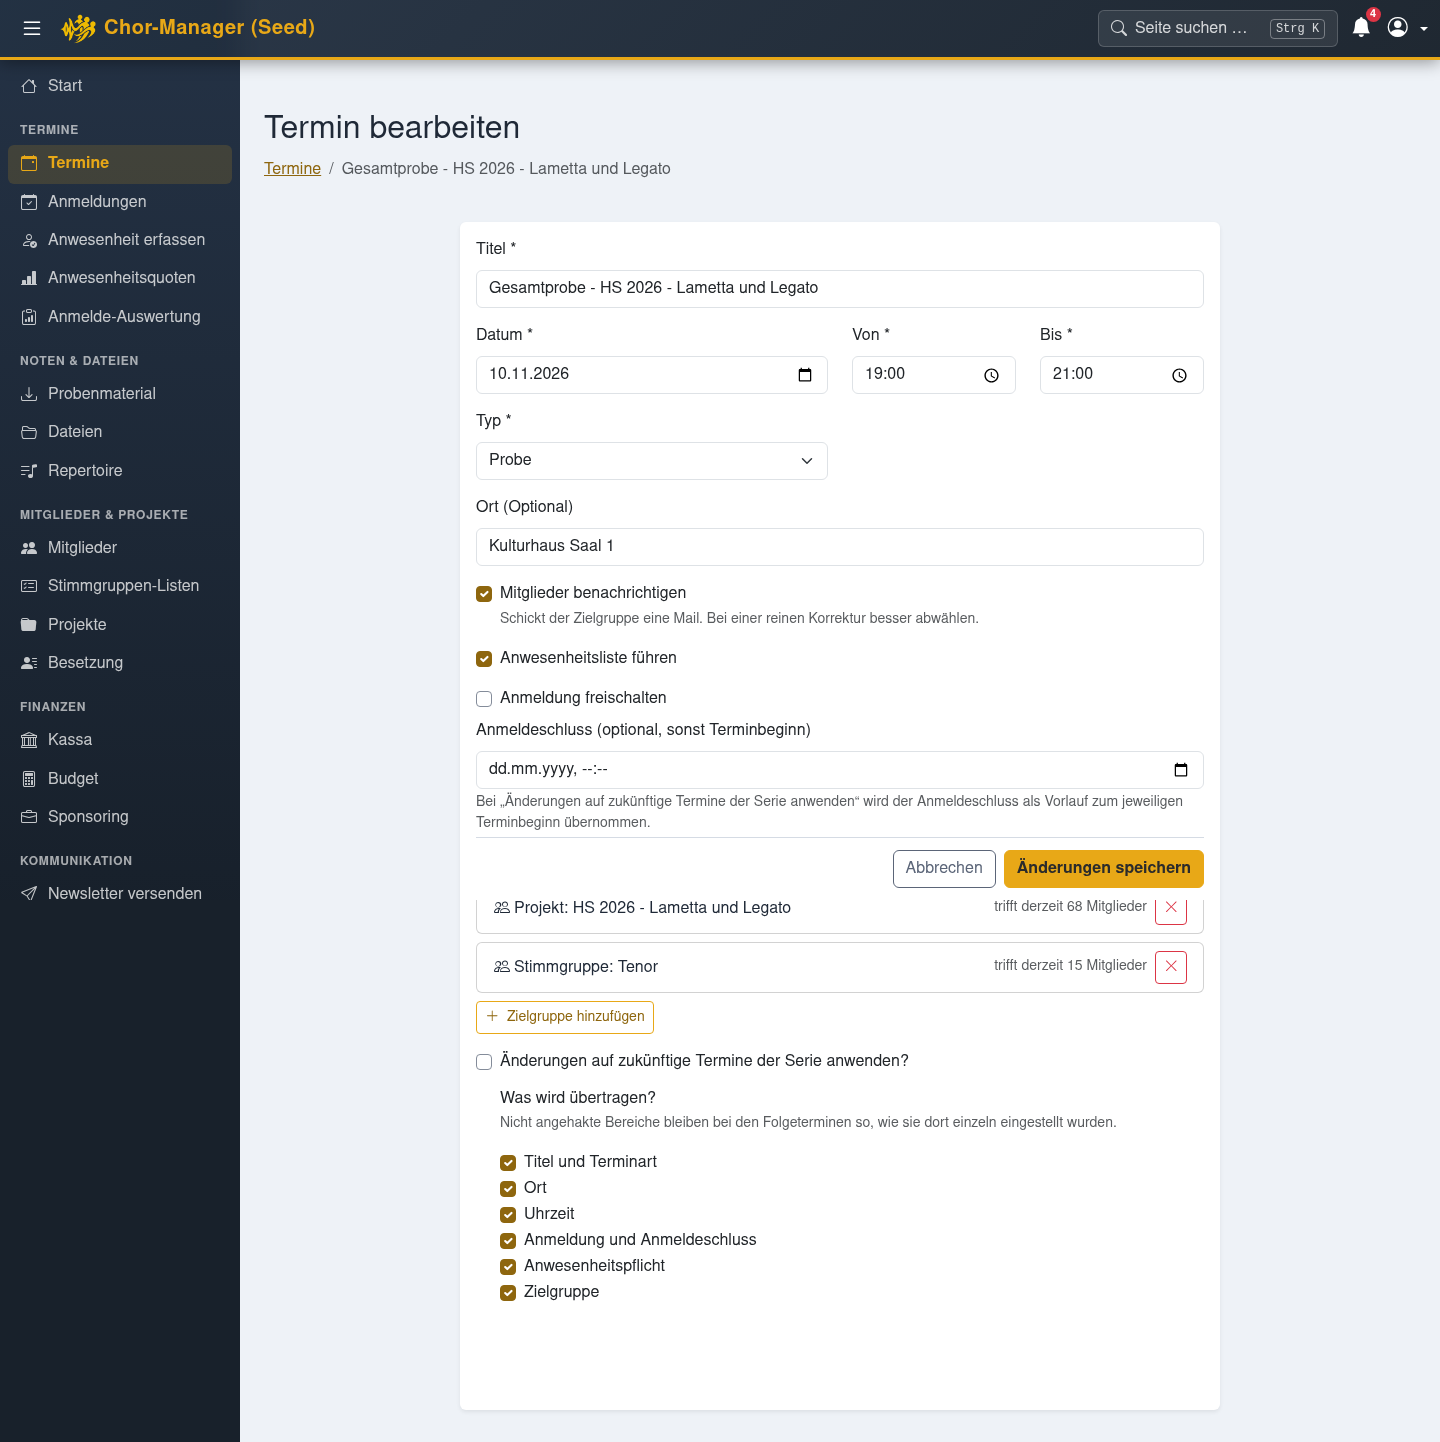 Chor-Manager (Seed)
Seite suchen ...
Strg K
4
Start
TERMINE
Termine
Anmeldungen
Anwesenheit erfassen
Anwesenheitsquoten
Anmelde-Auswertung
NOTEN & DATEIEN
Probenmaterial
Dateien
Repertoire
MITGLIEDER & PROJEKTE
Mitglieder
Stimmgruppen-Listen
Projekte
Besetzung
FINANZEN
Kassa
Budget
Sponsoring
KOMMUNIKATION
Newsletter versenden
Termin bearbeiten
Termine / Gesamtprobe - HS 2026 - Lametta und Legato
Titel *
Gesamtprobe - HS 2026 - Lametta und Legato
Datum * Von * Bis *
10.11.2026 19:00 21:00
Typ *
Probe
Ort (Optional)
Kulturhaus Saal 1
Mitglieder benachrichtigen
Schickt der Zielgruppe eine Mail. Bei einer reinen Korrektur besser abwählen.
Anwesenheitsliste führen
Anmeldung freischalten
Anmeldeschluss (optional, sonst Terminbeginn)
dd.mm.yyyy, --:--
Bei „Änderungen auf zukünftige Termine der Serie anwenden“ wird der Anmeldeschluss als Vorlauf zum jeweiligen
Terminbeginn übernommen.
Abbrechen Änderungen speichern
Projekt: HS 2026 - Lametta und Legato trifft derzeit 68 Mitglieder
Stimmgruppe: Tenor trifft derzeit 15 Mitglieder
+ Zielgruppe hinzufügen
Änderungen auf zukünftige Termine der Serie anwenden?
Was wird übertragen?
Nicht angehakte Bereiche bleiben bei den Folgeterminen so, wie sie dort einzeln eingestellt wurden.
Titel und Terminart
Ort
Uhrzeit
Anmeldung und Anmeldeschluss
Anwesenheitspflicht
Zielgruppe